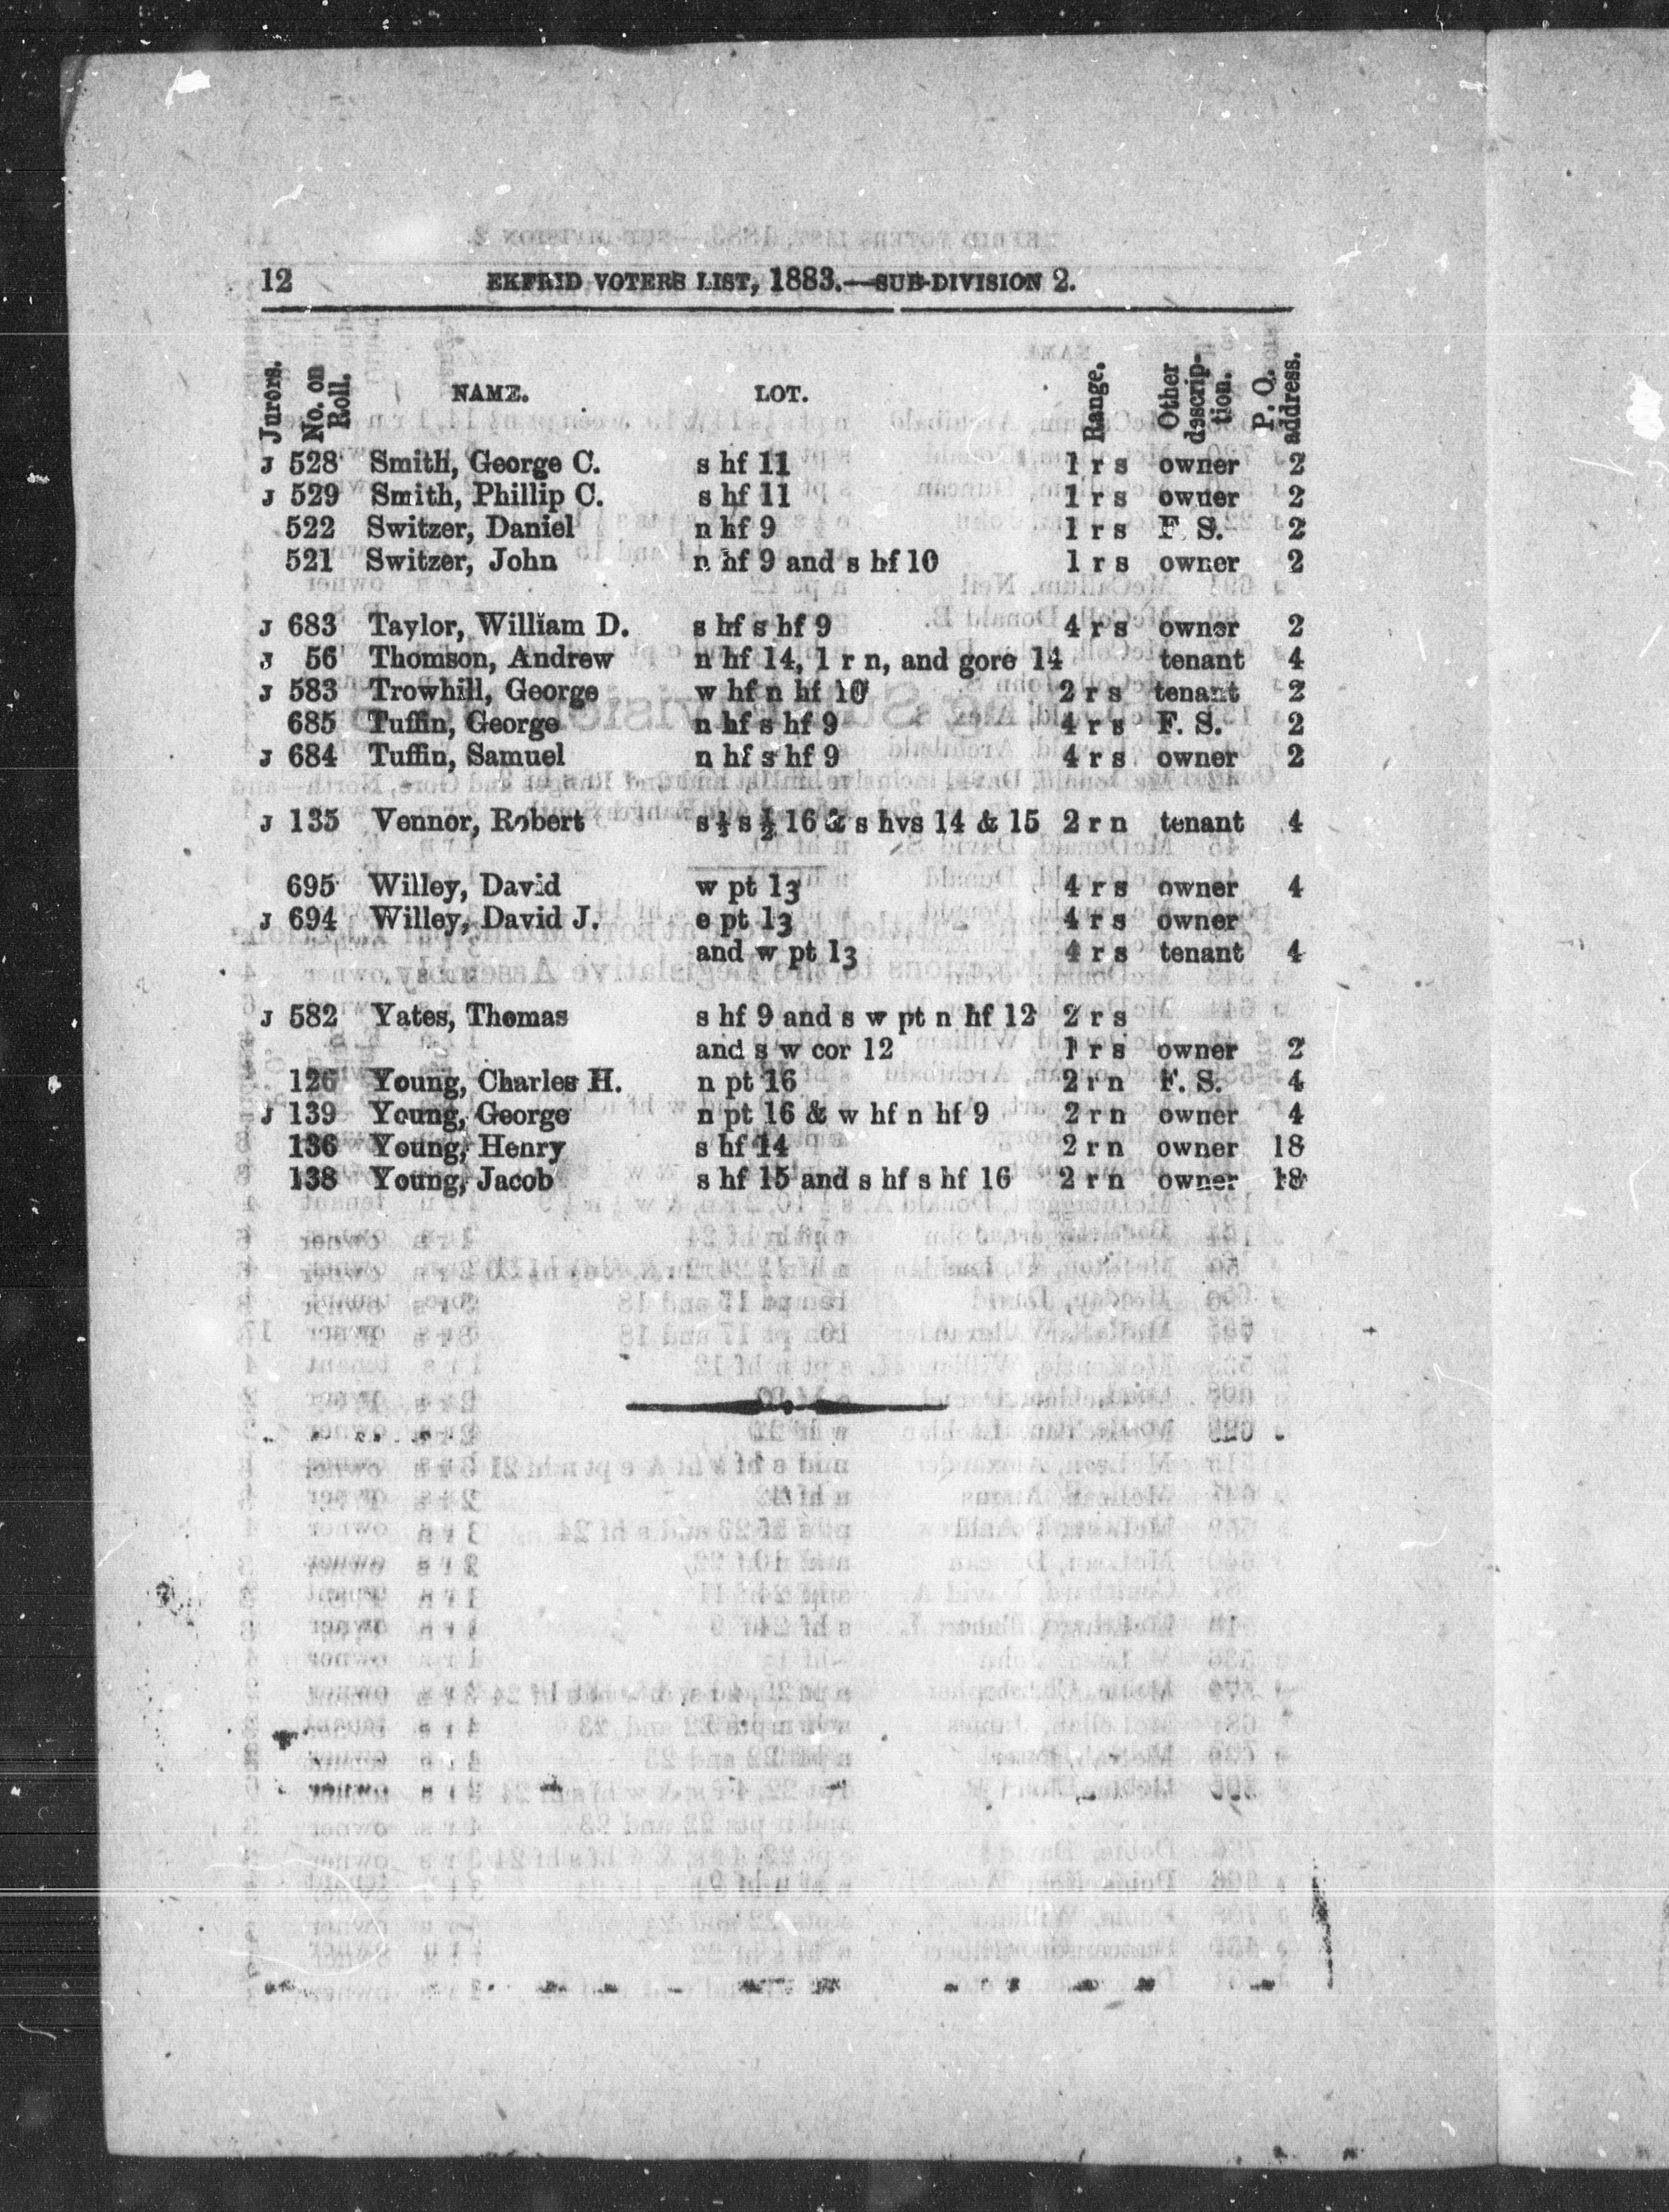 12 EKFRID VOTERS LIST, 1883.—SUB-DIVISION 2.
Jurors. No. on Roll. NAME. LOT. Range. Other descrip-tion. P. O. address.
J 528 Smith, George C. s hf 11 1 r s owner 2
J 529 Smith, Phillip C. s hf 11 1 r s owner 2
522 Switzer, Daniel n hf 9 1 r s F. S. 2
521 Switzer, John n hf 9 and s hf 10 1 r s owner 2
J 683 Taylor, William D. s hf s hf 9 4 r s owner 2
J 56 Thomson, Andrew n hf 14, 1 r n, and gore 14 tenant 4
J 583 Trowhill, George w hf n hf 10 2 r s tenant 2
685 Tuffin, George n hf s hf 9 4 r s F. S. 2
J 684 Tuffin, Samuel n hf s hf 9 4 r s owner 2
J 135 Vennor, Robert s ½ s ½ 16 & s hvs 14 & 15 2 r n tenant 4
695 Willey, David w pt 13 4 r s owner 4
J 694 Willey, David J. e pt 13 4 r s owner
and w pt 13 4 r s tenant 4
J 582 Yates, Thomas s hf 9 and s w pt n hf 12 2 r s
and s w cor 12 1 r s owner 2
126 Young, Charles H. n pt 16 2 r n F. S. 4
J 139 Young, George n pt 16 & w hf n hf 9 2 r n owner 4
136 Young, Henry s hf 14 2 r n owner 18
138 Young, Jacob s hf 15 and s hf s hf 16 2 r n owner 18